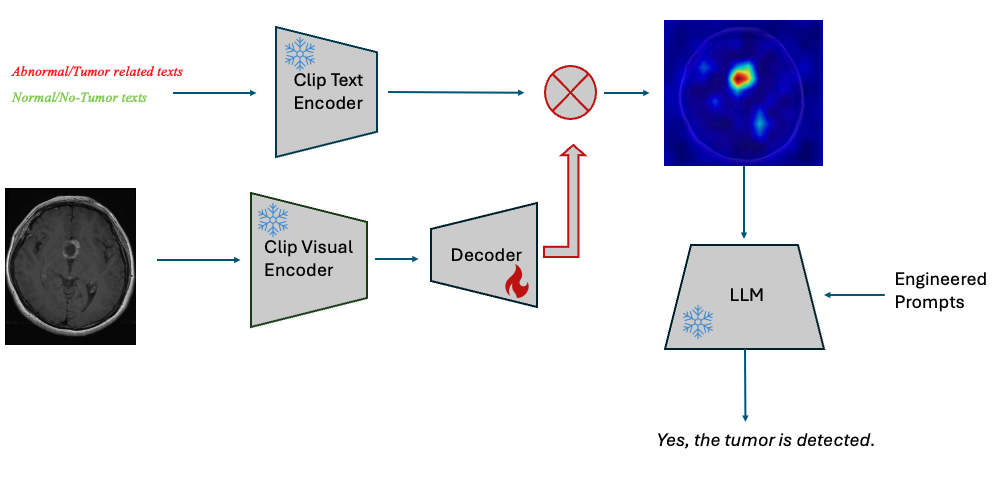 Abnormal/Tumor related texts
Normal/No-Tumor texts
Clip Text
Encoder
Clip Visual
Encoder
Decoder
LLM
Engineered
Prompts
Yes, the tumor is detected.